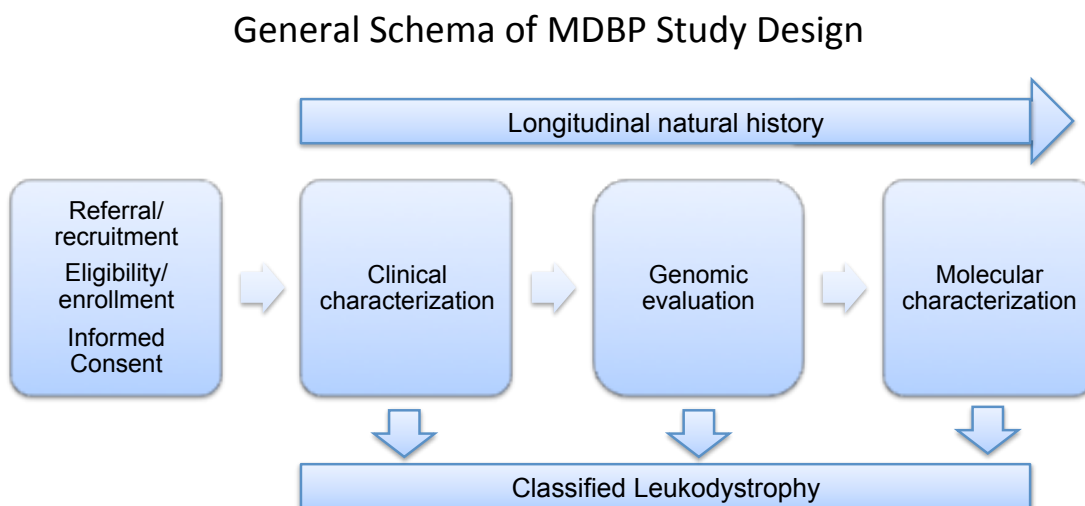 General Schema of MDBP Study Design
Longitudinal natural history
Referral/
recruitment
Eligibility/
enrollment
Informed
Consent
Clinical
characterization
Genomic
evaluation
Molecular
characterization
Classified Leukodystrophy